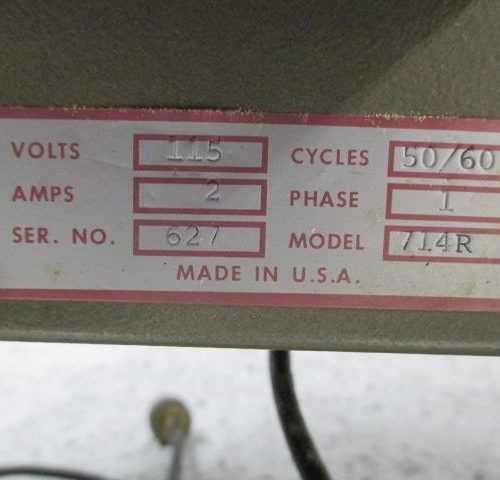 VOLTS 115 CYCLES 50/60
AMPS 2 PHASE 1
SER. NO. 627 MODEL 714R
MADE IN U.S.A.